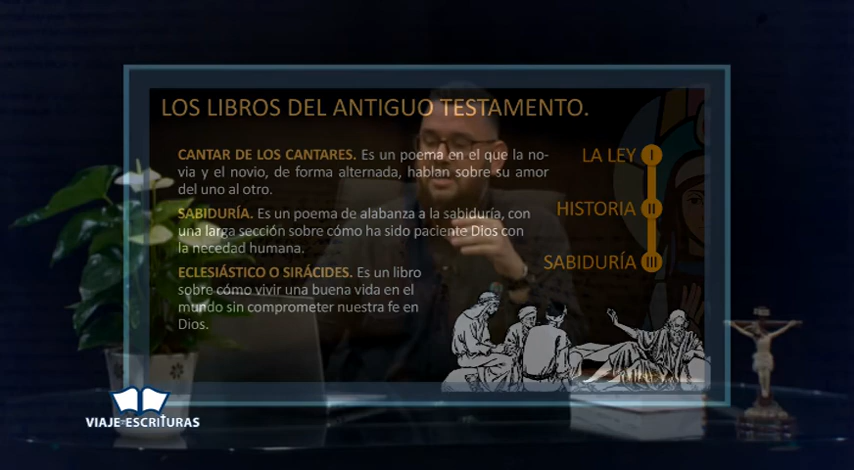 LOS LIBROS DEL ANTIGUO TESTAMENTO.
CANTAR DE LOS CANTARES. Es un poema en el que la no-
via y el novio, de forma alternada, hablan sobre su amor
del uno al otro.
SABIDURÍA. Es un poema de alabanza a la sabiduría, con
una larga sección sobre cómo ha sido paciente Dios con
la necedad humana.
ECLESIÁSTICO O SIRÁCIDES. Es un libro
sobre cómo vivir una buena vida en el
mundo sin comprometer nuestra fe en
Dios.
LA LEY I
HISTORIA II
SABIDURÍA III
VIAJE ESCRITURAS